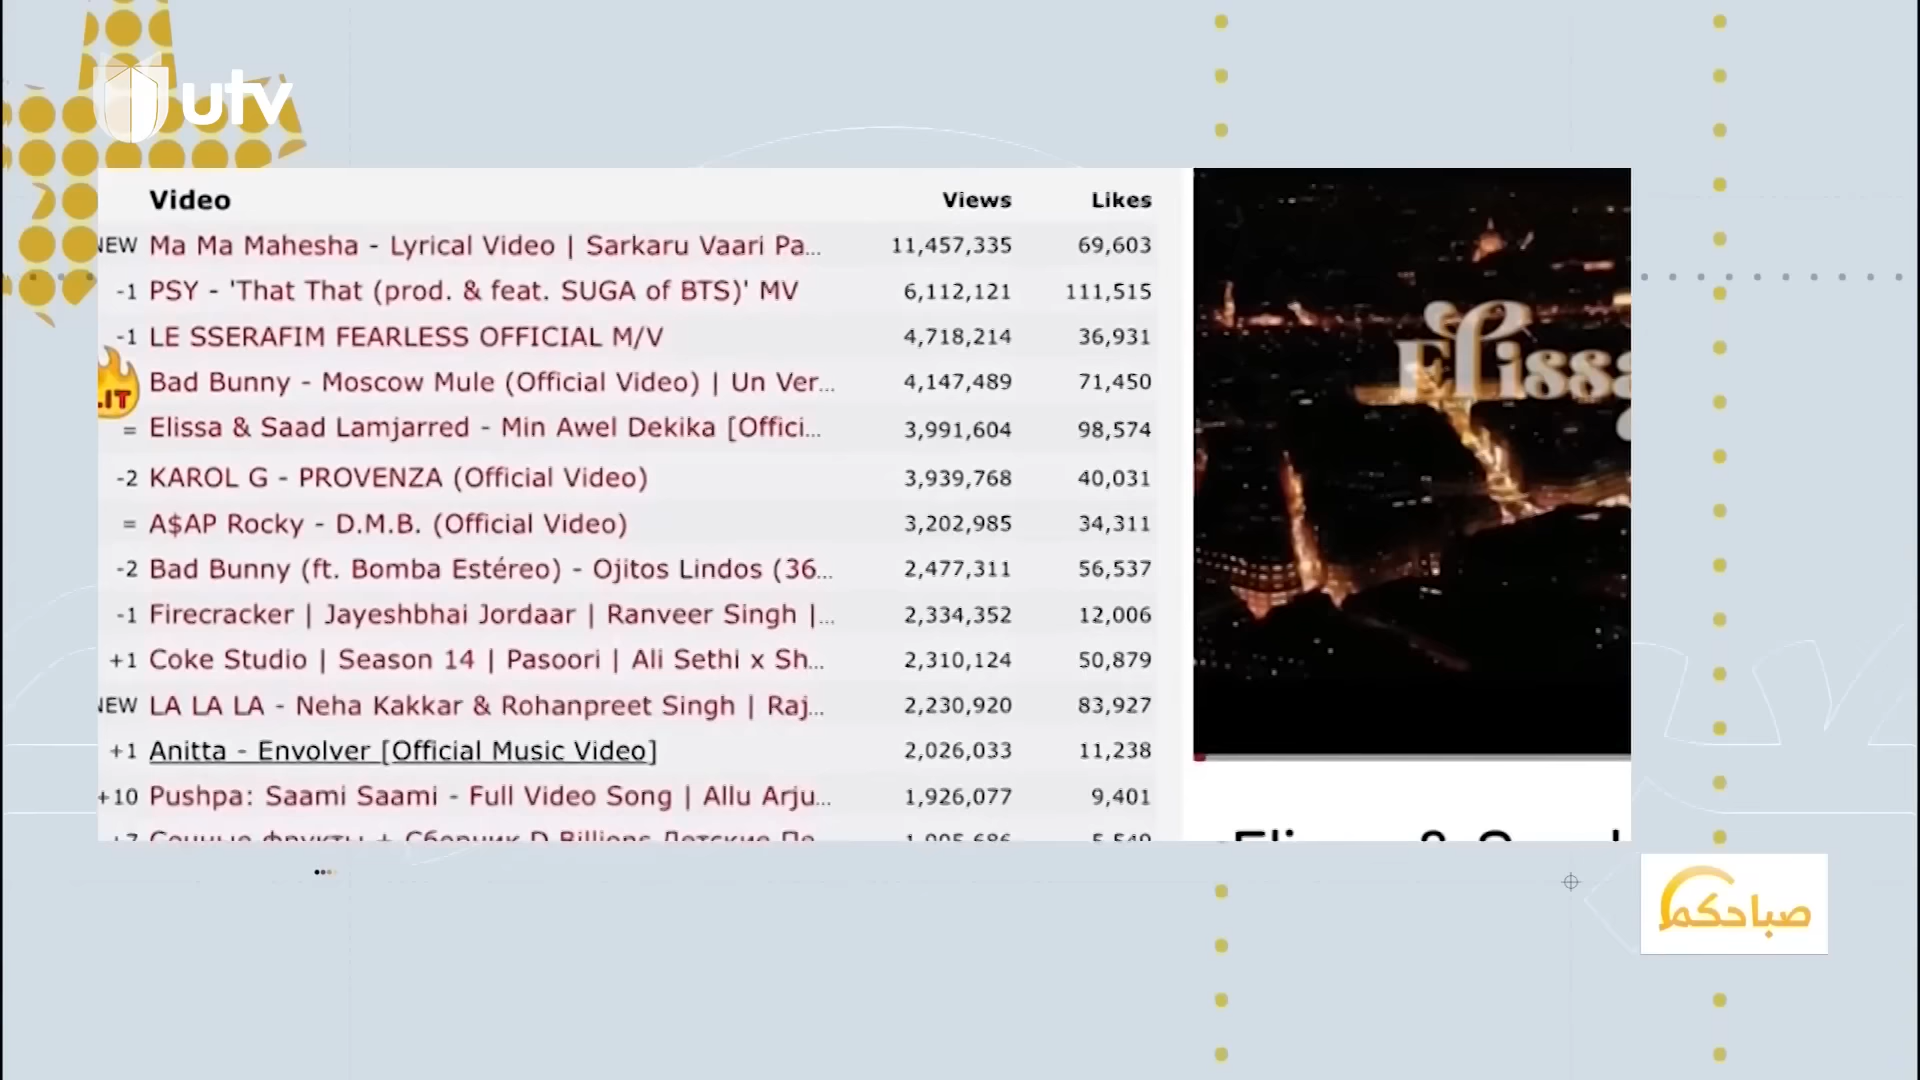 utv
Video Views Likes
NEW Ma Ma Mahesha - Lyrical Video | Sarkaru Vaari Pa... 11,457,335 69,603
-1 PSY - 'That That (prod. & feat. SUGA of BTS)' MV 6,112,121 111,515
-1 LE SSERAFIM FEARLESS OFFICIAL M/V 4,718,214 36,931
.IT Bad Bunny - Moscow Mule (Official Video) | Un Ver... 4,147,489 71,450
= Elissa & Saad Lamjarred - Min Awel Dekika [Offici... 3,991,604 98,574
-2 KAROL G - PROVENZA (Official Video) 3,939,768 40,031
= A$AP Rocky - D.M.B. (Official Video) 3,202,985 34,311
-2 Bad Bunny (ft. Bomba Estéreo) - Ojitos Lindos (36... 2,477,311 56,537
-1 Firecracker | Jayeshbhai Jordaar | Ranveer Singh |... 2,334,352 12,006
+1 Coke Studio | Season 14 | Pasoori | Ali Sethi x Sh... 2,310,124 50,879
NEW LA LA LA - Neha Kakkar & Rohanpreet Singh | Raj... 2,230,920 83,927
+1 Anitta - Envolver [Official Music Video] 2,026,033 11,238
+10 Pushpa: Saami Saami - Full Video Song | Allu Arju... 1,926,077 9,401
Elissa
صباحكم